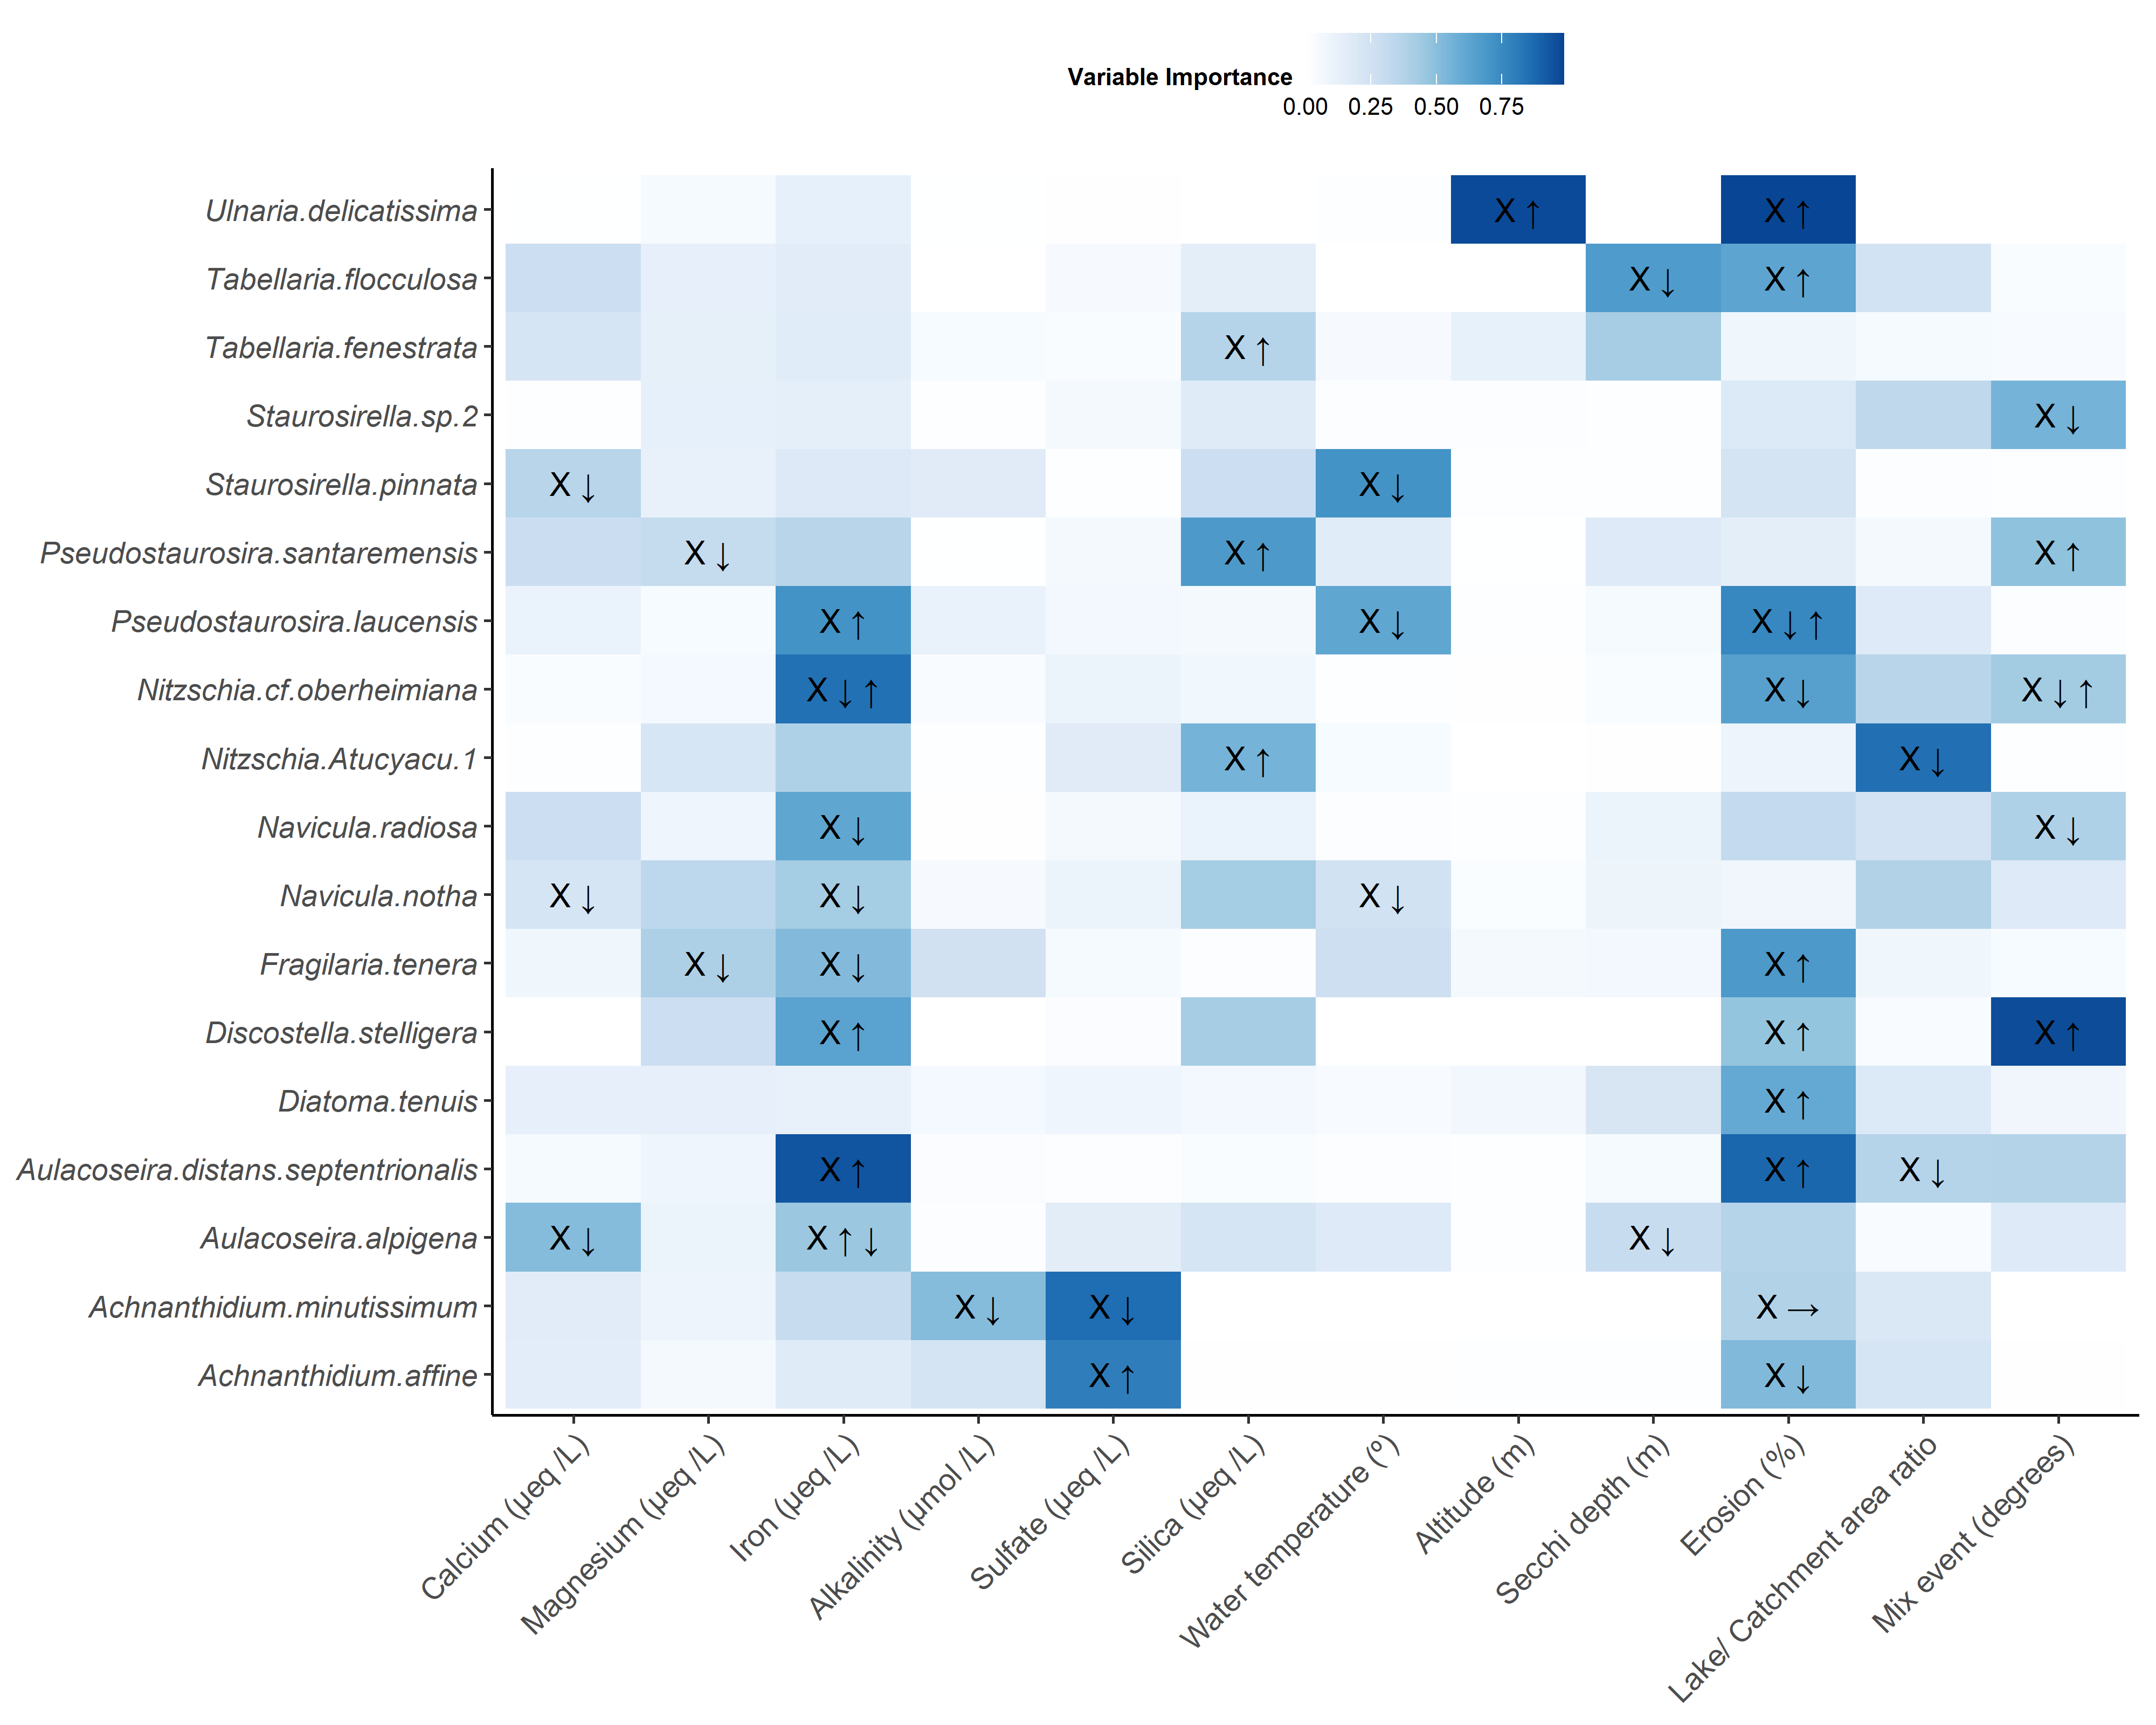 Variable Importance
0.00 0.25 0.50 0.75
Ulnaria.delicatissima X ↑ X ↑
Tabellaria.flocculosa X ↓ X ↑
Tabellaria.fenestrata X ↑
Staurosirella.sp.2 X ↓
Staurosirella.pinnata X ↓ X ↓
Pseudostaurosira.santaremensis X ↓ X ↑ X ↑
Pseudostaurosira.laucensis X ↑ X ↓ X ↓ ↑
Nitzschia.cf.oberheimiana X ↓ ↑ X ↓ X ↓ ↑
Nitzschia.Atucyacu.1 X ↑ X ↓
Navicula.radiosa X ↓ X ↓
Navicula.notha X ↓ X ↓ X ↓
Fragilaria.tenera X ↓ X ↓ X ↑
Discostella.stelligera X ↑ X ↑ X ↑
Diatoma.tenuis X ↑
Aulacoseira.distans.septentrionalis X ↑ X ↑ X ↓
Aulacoseira.alpigena X ↓ X ↑ ↓ X ↓
Achnanthidium.minutissimum X ↓ X ↓ X →
Achnanthidium.affine X ↑ X ↓
Calcium (µeq /L)
Magnesium (µeq /L)
Iron (µeq /L)
Alkalinity (µmol /L)
Sulfate (µeq /L)
Silica (µeq /L)
Water temperature (º)
Altitude (m)
Secchi depth (m)
Erosion (%)
Lake/ Catchment area ratio
Mix event (degrees)